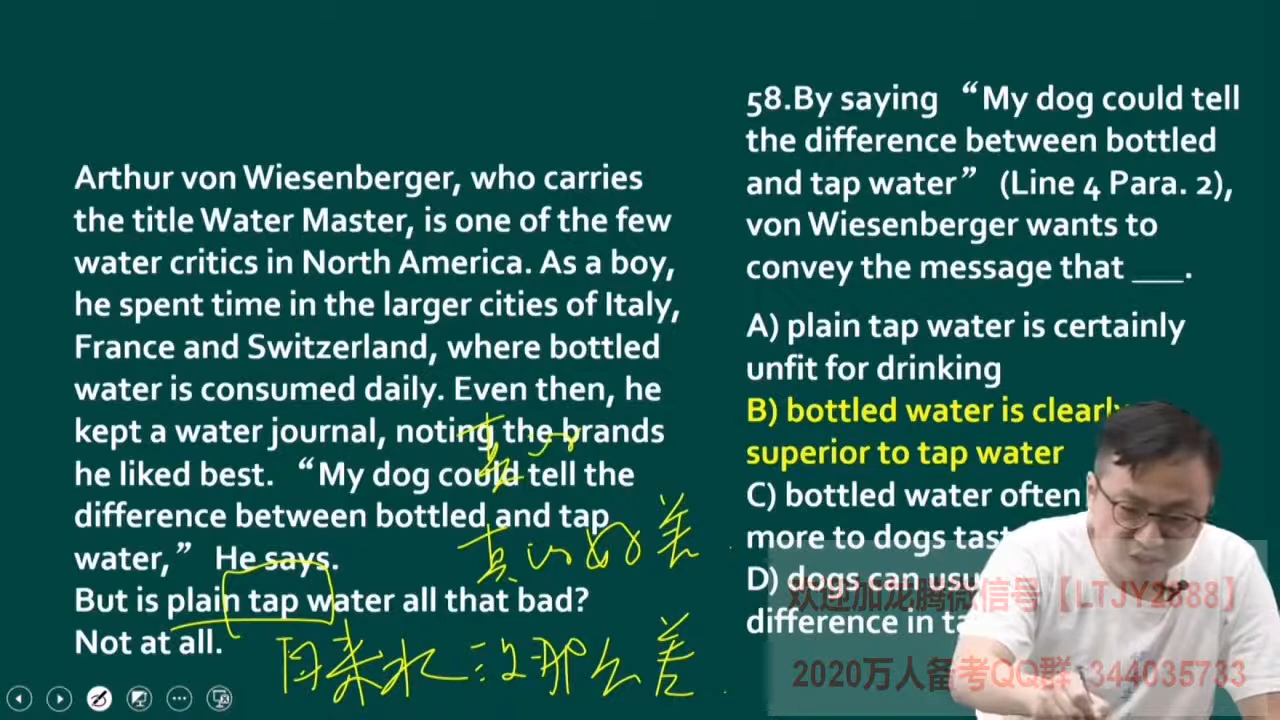 Arthur von Wiesenberger, who carries
the title Water Master, is one of the few
water critics in North America. As a boy,
he spent time in the larger cities of Italy,
France and Switzerland, where bottled
water is consumed daily. Even then, he
kept a water journal, noting the brands
he liked best. “My dog could tell the
difference between bottled and tap
water,” He says.
But is plain tap water all that bad?
Not at all.
真的好差
自来水没那么差
58.By saying “My dog could tell
the difference between bottled
and tap water” (Line 4 Para. 2),
von Wiesenberger wants to
convey the message that ___.
A) plain tap water is certainly
unfit for drinking
B) bottled water is clearly
superior to tap water
C) bottled water often
more to dogs
D) dogs can
difference in
欢迎加龙腾微信号【LTJY2688】
2020万人备考QQ群 344035733